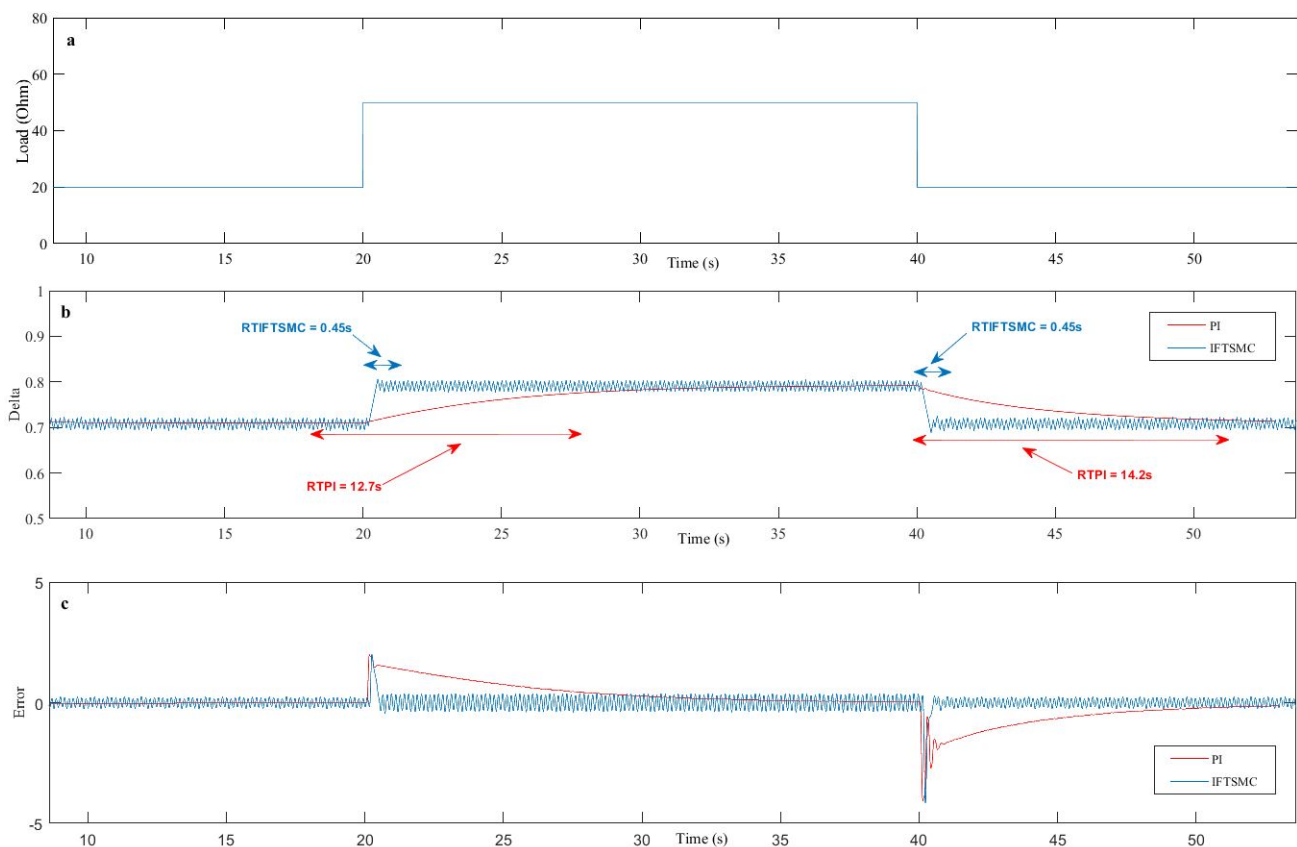 80
a
60
Load (Ohm)
40
20
0
10
20
25
30
35
40
45
50
Time (s)
1
b
0.9
RTIFTSMC = 0.45s
RTIFTSMC = 0.45s
PI
IFTSMC
0.8
Delta
0.7
0.6
RTPI = 12.7s
RTPI = 14.2s
0.5
10
20
25
30
35
40
45
50
Time (s)
5
c
Error
0
PI
IFTSMC
-5
10
15
20
25
30
35
40
45
50
Time (s)